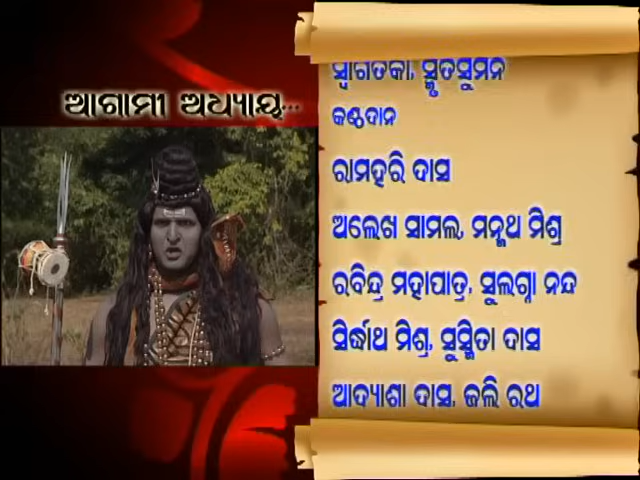 ଆଗାମୀ ଅଧ୍ୟାୟ...
ସ୍ୱାଗତିକା, ସ୍ମୃତିସୁମନ
କଣ୍ଠଦାନ
ରାମହରି ଦାସ
ଅଲେଖ ସାମଲ, ମନ୍ମଥ ମିଶ୍ର
ରବିନ୍ଦ୍ର ମହାପାତ୍ର, ସୁଲଗ୍ନା ନନ୍ଦ
ସିର୍ଦ୍ଧାଥ ମିଶ୍ର, ସୁସ୍ମିତା ଦାସ
ଆଦ୍ୟାଶା ଦାସ, ଜଲି ରଥ